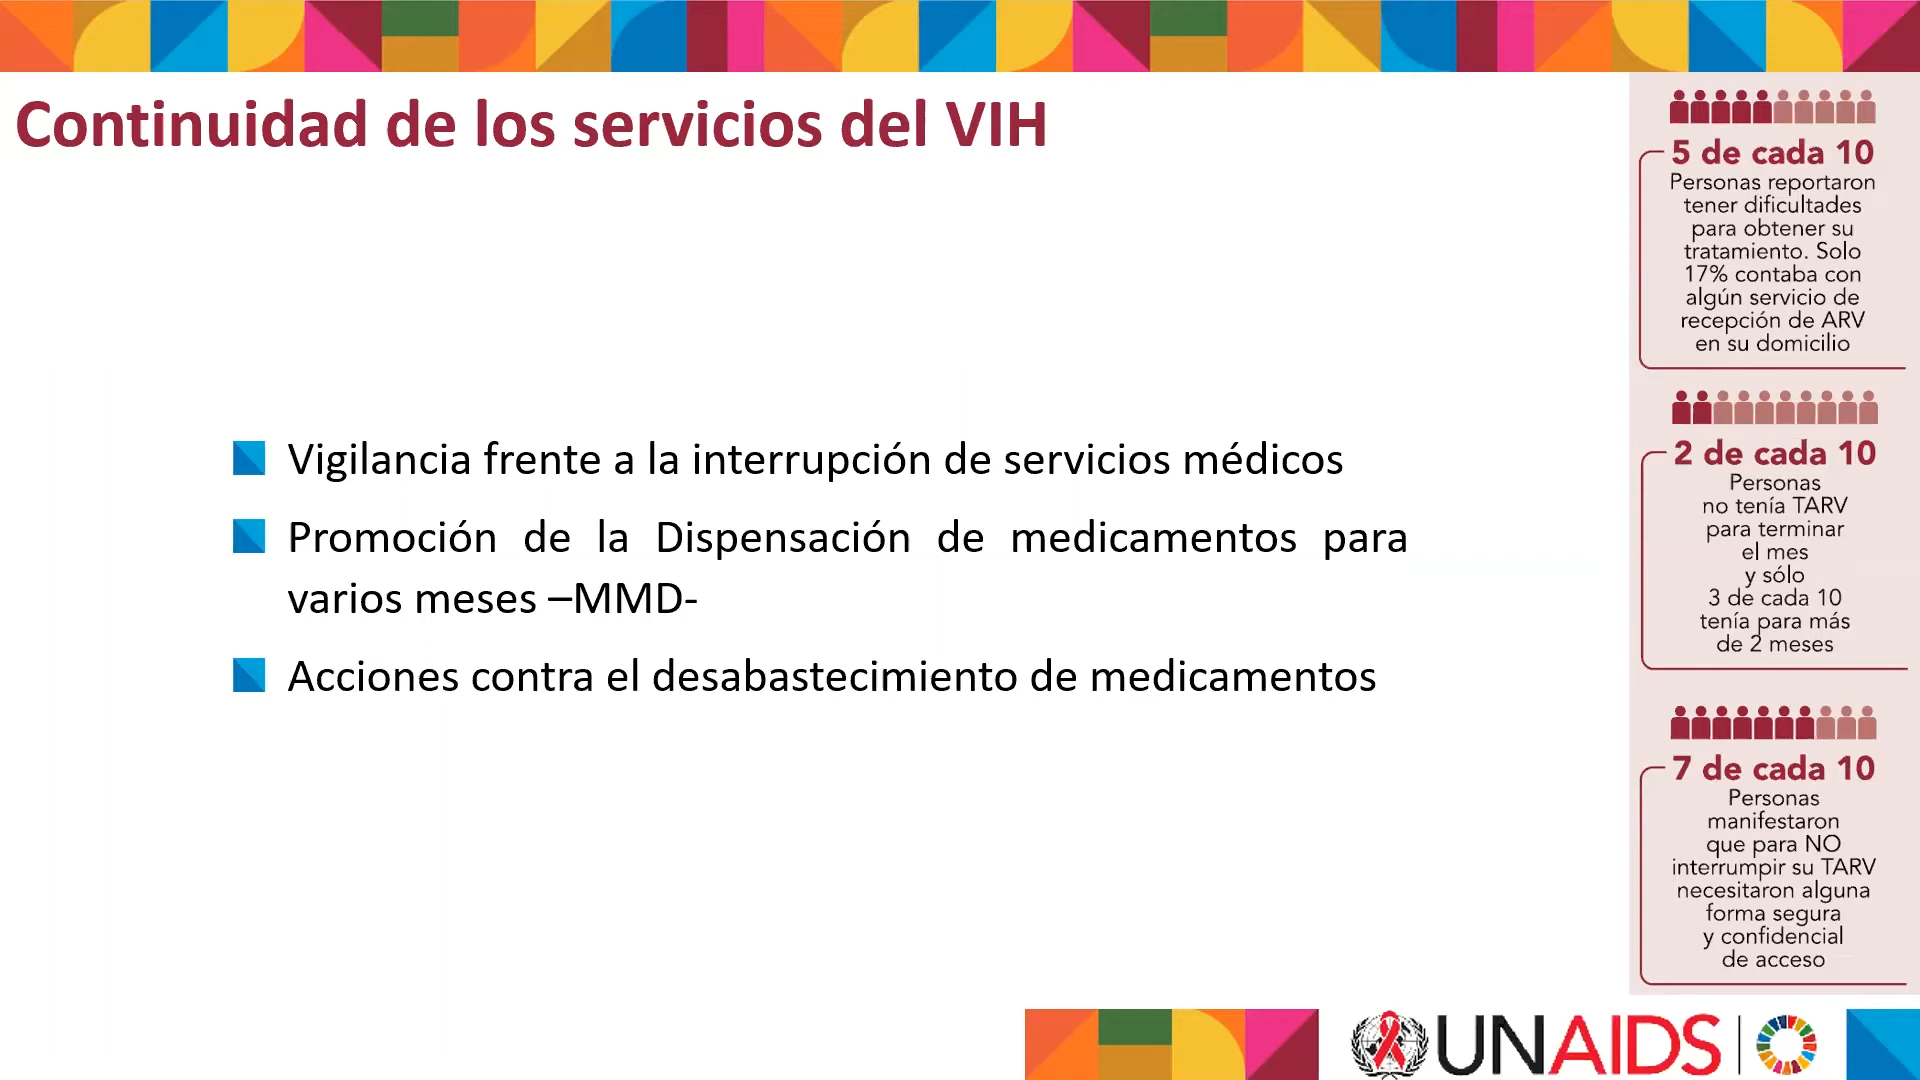 Continuidad de los servicios del VIH
Vigilancia frente a la interrupción de servicios médicos
Promoción de la Dispensación de medicamentos para
varios meses –MMD-
Acciones contra el desabastecimiento de medicamentos
5 de cada 10
Personas reportaron
tener dificultades
para obtener su
tratamiento. Solo
17% contaba con
algún servicio de
recepción de ARV
en su domicilio
2 de cada 10
Personas
no tenía TARV
para terminar
el mes
y sólo
3 de cada 10
tenía para más
de 2 meses
7 de cada 10
Personas
manifestaron
que para NO
interrumpir su TARV
necesitaron alguna
forma segura
y confidencial
de acceso
UNAIDS